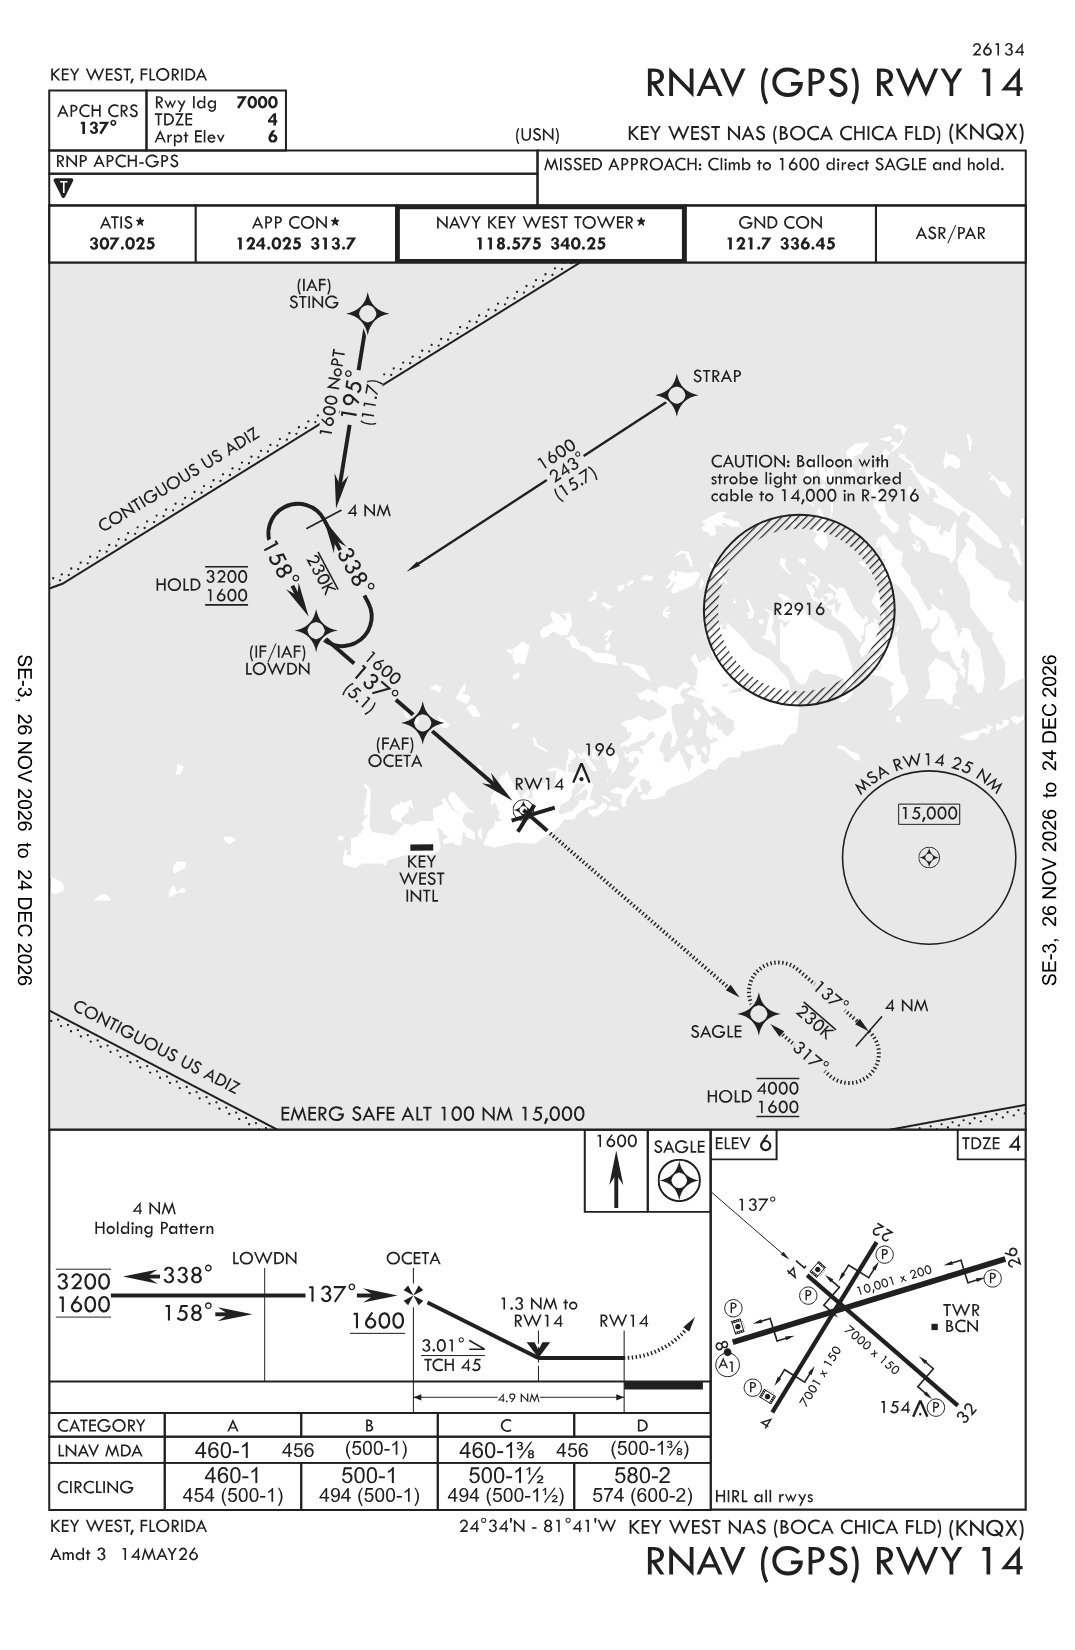 26134
KEY WEST, FLORIDA
RNAV (GPS) RWY 14
APCH CRS
137°
Rwy ldg 7000
TDZE 4
Arpt Elev 6
(USN)
KEY WEST NAS (BOCA CHICA FLD) (KNQX)
RNP APCH-GPS
T
MISSED APPROACH: Climb to 1600 direct SAGLE and hold.
ATIS★
307.025
APP CON★
124.025 313.7
NAVY KEY WEST TOWER★
118.575 340.25
GND CON
121.7 336.45
ASR/PAR
(IAF)
STING
1600 NoPT
195°
(11.7)
STRAP
1600
243°
(15.7)
CONTIGUOUS US ADIZ
CAUTION: Balloon with
strobe light on unmarked
cable to 14,000 in R-2916
R2916
4 NM
158°
230K
338°
HOLD 3200
1600
(IF/IAF)
LOWDN
1600
137°
(5.1)
(FAF)
OCETA
196
RW14
KEY
WEST
INTL
MSA RW14 25 NM
15,000
137°
4 NM
230K
317°
SAGLE
HOLD 4000
1600
CONTIGUOUS US ADIZ
EMERG SAFE ALT 100 NM 15,000
SE-3, 26 NOV 2026 to 24 DEC 2026
SE-3, 26 NOV 2026 to 24 DEC 2026
1600
SAGLE
4 NM
Holding Pattern
LOWDN
OCETA
3200
1600
338°
158°
137°
1600
1.3 NM to
RW14
RW14
3.01°
TCH 45
4.9 NM
ELEV 6
TDZE 4
137°
22
P
14
P
26
P
10,001 x 200
TWR
BCN
P
8
A1
7000 x 150
7001 x 150
P
4
154
P
32
HIRL all rwys
CATEGORY A B C D
LNAV MDA 460-1 456 (500-1) 460-1⅜ 456 (500-1⅜)
CIRCLING
460-1 500-1 500-1½ 580-2
454 (500-1) 494 (500-1) 494 (500-1½) 574 (600-2)
KEY WEST, FLORIDA
24°34'N - 81°41'W KEY WEST NAS (BOCA CHICA FLD) (KNQX)
Amdt 3 14MAY26
RNAV (GPS) RWY 14